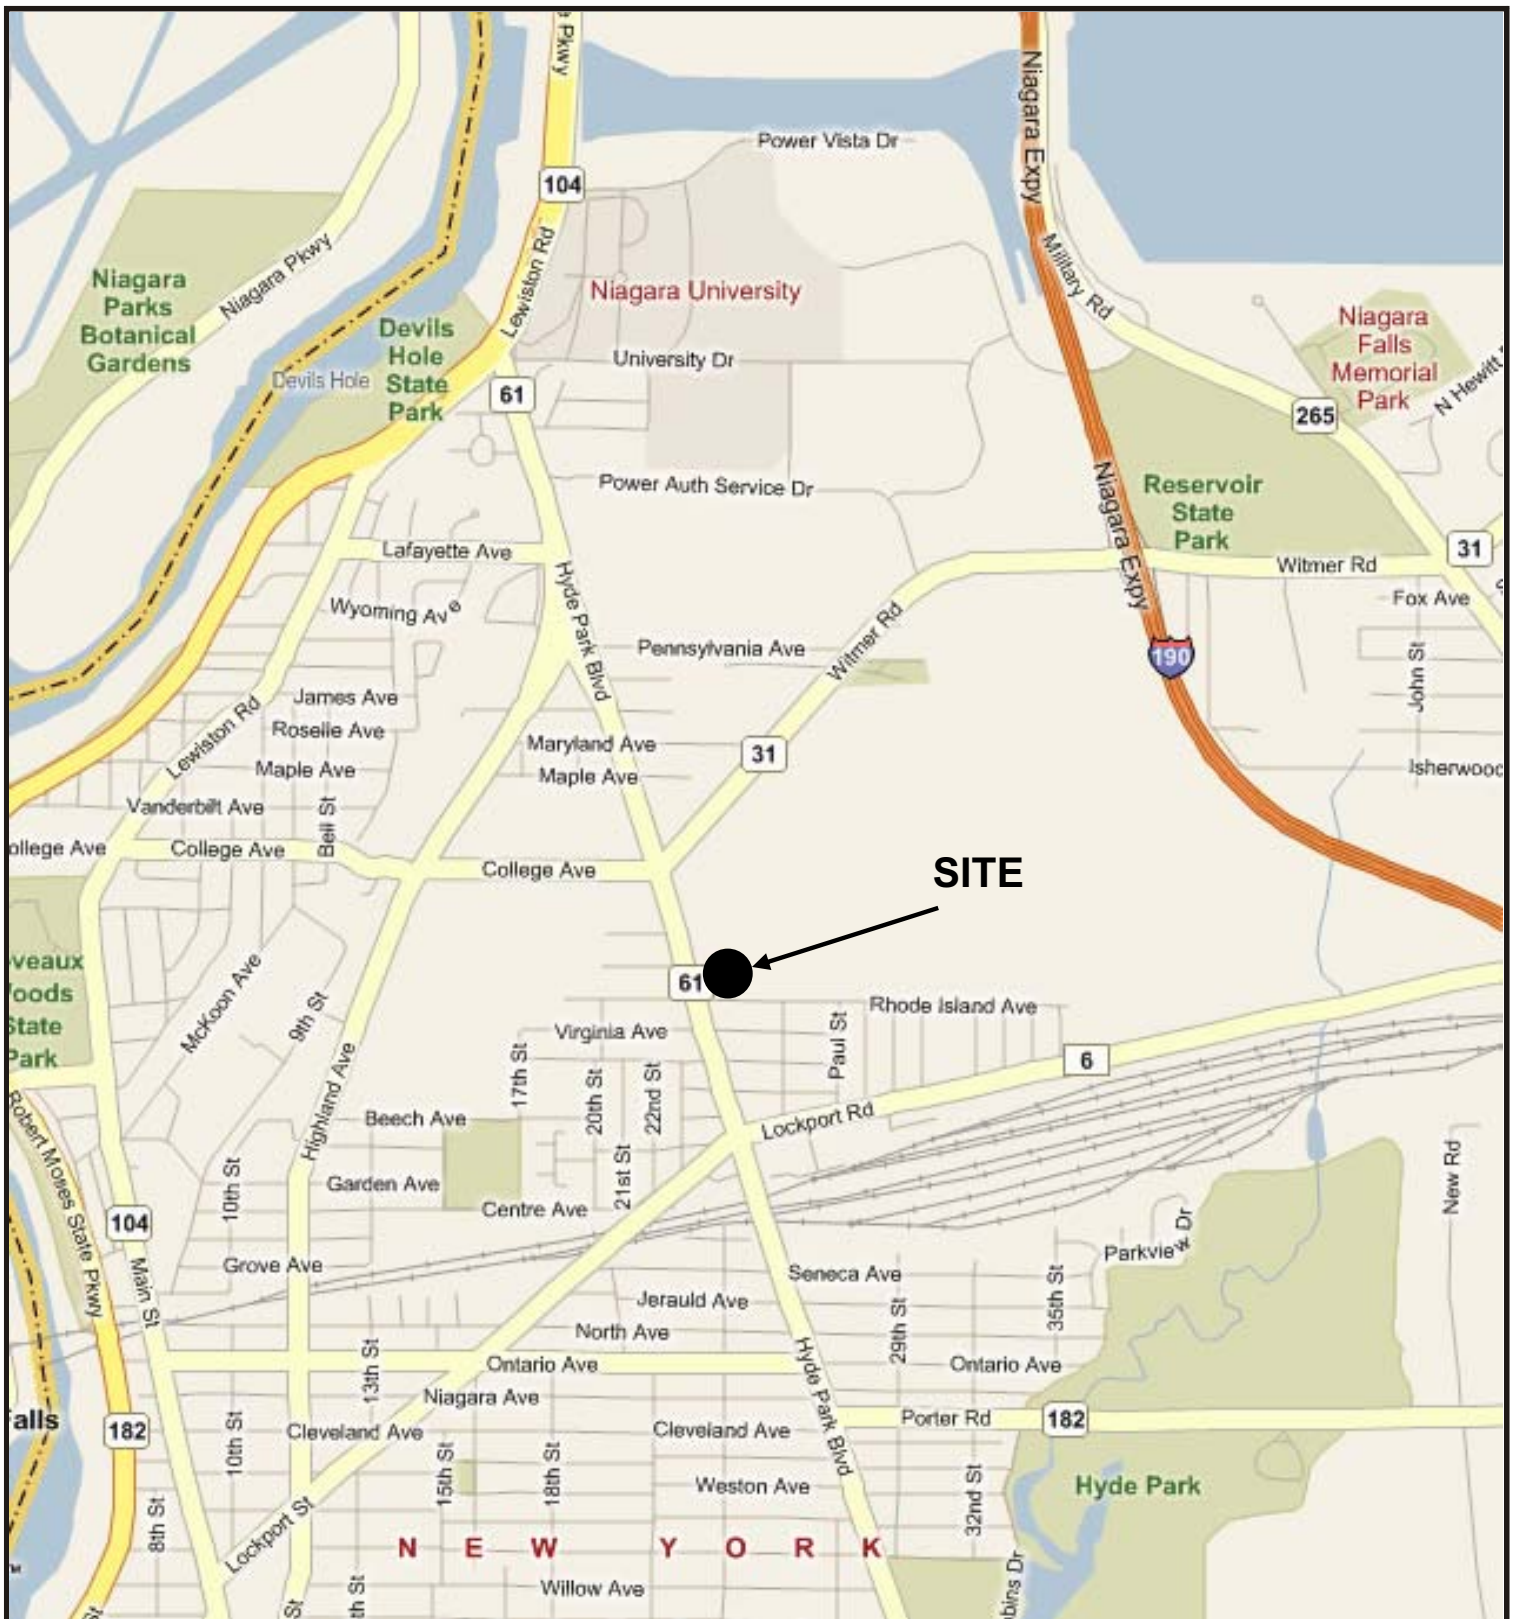 Pkwy
Niagara Expy
Power Vista Dr
104
Lewiston Rd
Military Rd
Niagara Pkwy
Niagara
Parks
Botanical
Gardens
Niagara University
Devils
Hole
State
Park
Devils Hole
University Dr
61
Niagara
Falls
Memorial
Park
N Hewitt
265
Power Auth Service Dr
Niagara Expy
Reservoir
State
Park
31
Lafayette Ave
Witmer Rd
Fox Ave
Wyoming Ave
Hyde Park Blvd
Pennsylvania Ave
Witmer Rd
190
John St
James Ave
Lewiston Rd
Roselle Ave
Maryland Ave
31
Maple Ave
Maple Ave
Isherwood
Vanderbilt Ave
Bell St
ollege Ave
College Ave
College Ave
SITE
veaux
oods
State
Park
McKoon Ave
9th St
61
Rhode Island Ave
Virginia Ave
Paul St
Highland Ave
17th St
20th St
22nd St
6
Robert Moses State Pkwy
Beech Ave
Lockport Rd
10th St
Garden Ave
21st St
Centre Ave
New Rd
104
Parkview Dr
Main St
Grove Ave
Seneca Ave
35th St
Jerauld Ave
29th St
North Ave
13th St
Ontario Ave
Hyde Park Blvd
Ontario Ave
Niagara Ave
Falls
182
10th St
Cleveland Ave
Cleveland Ave
Porter Rd
182
15th St
18th St
Weston Ave
32nd St
Hyde Park
8th St
Lockport St
NEW YORK
Willow Ave
bins Dr
th St
St
St